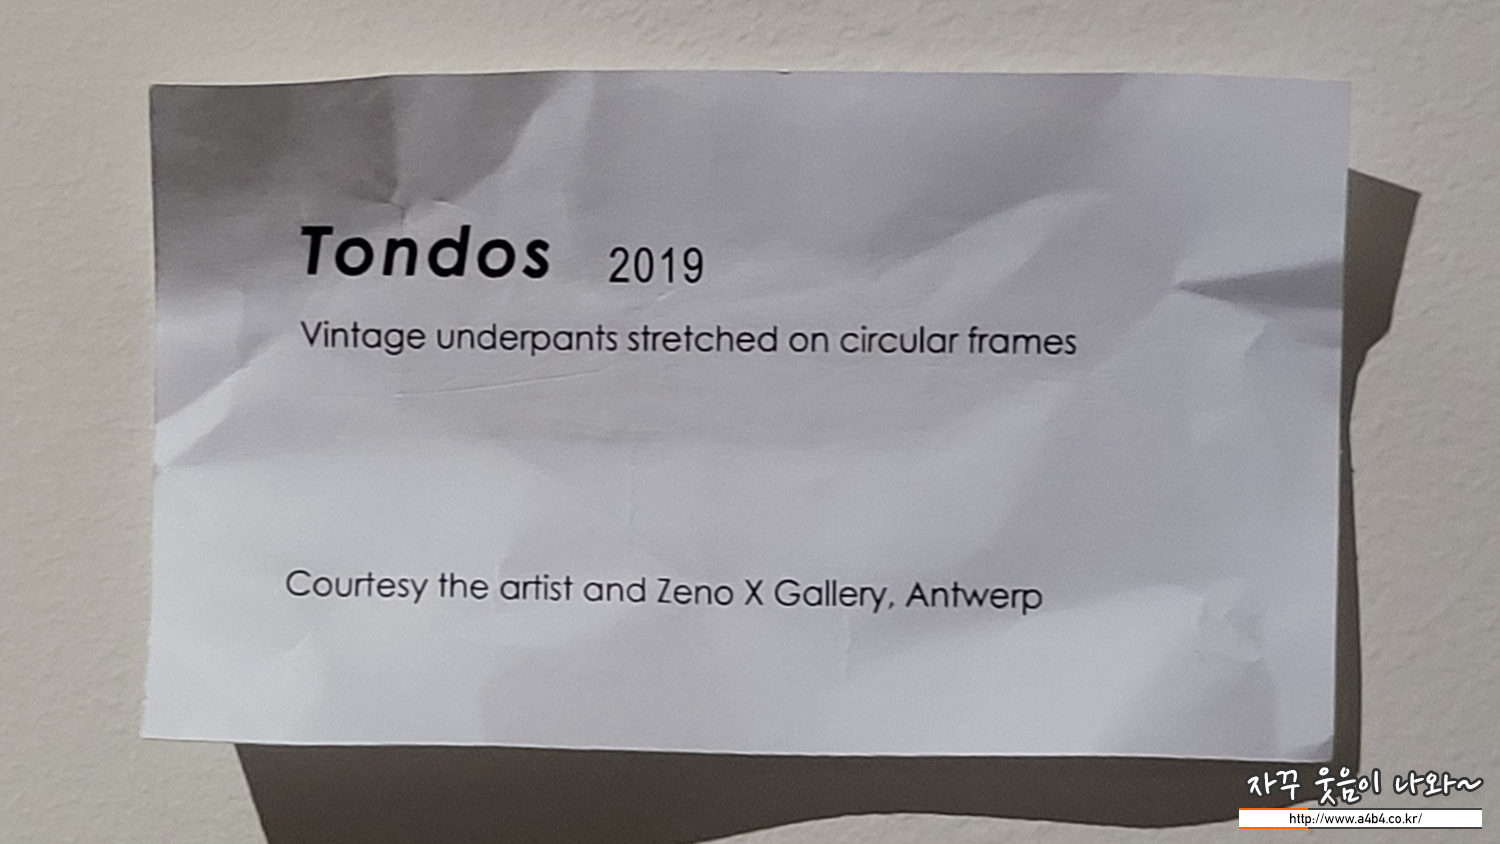 Tondos 2019
Vintage underpants stretched on circular frames
Courtesy the artist and Zeno X Gallery, Antwerp
자꾸 웃음이 나와~
http://www.a4b4.co.kr/